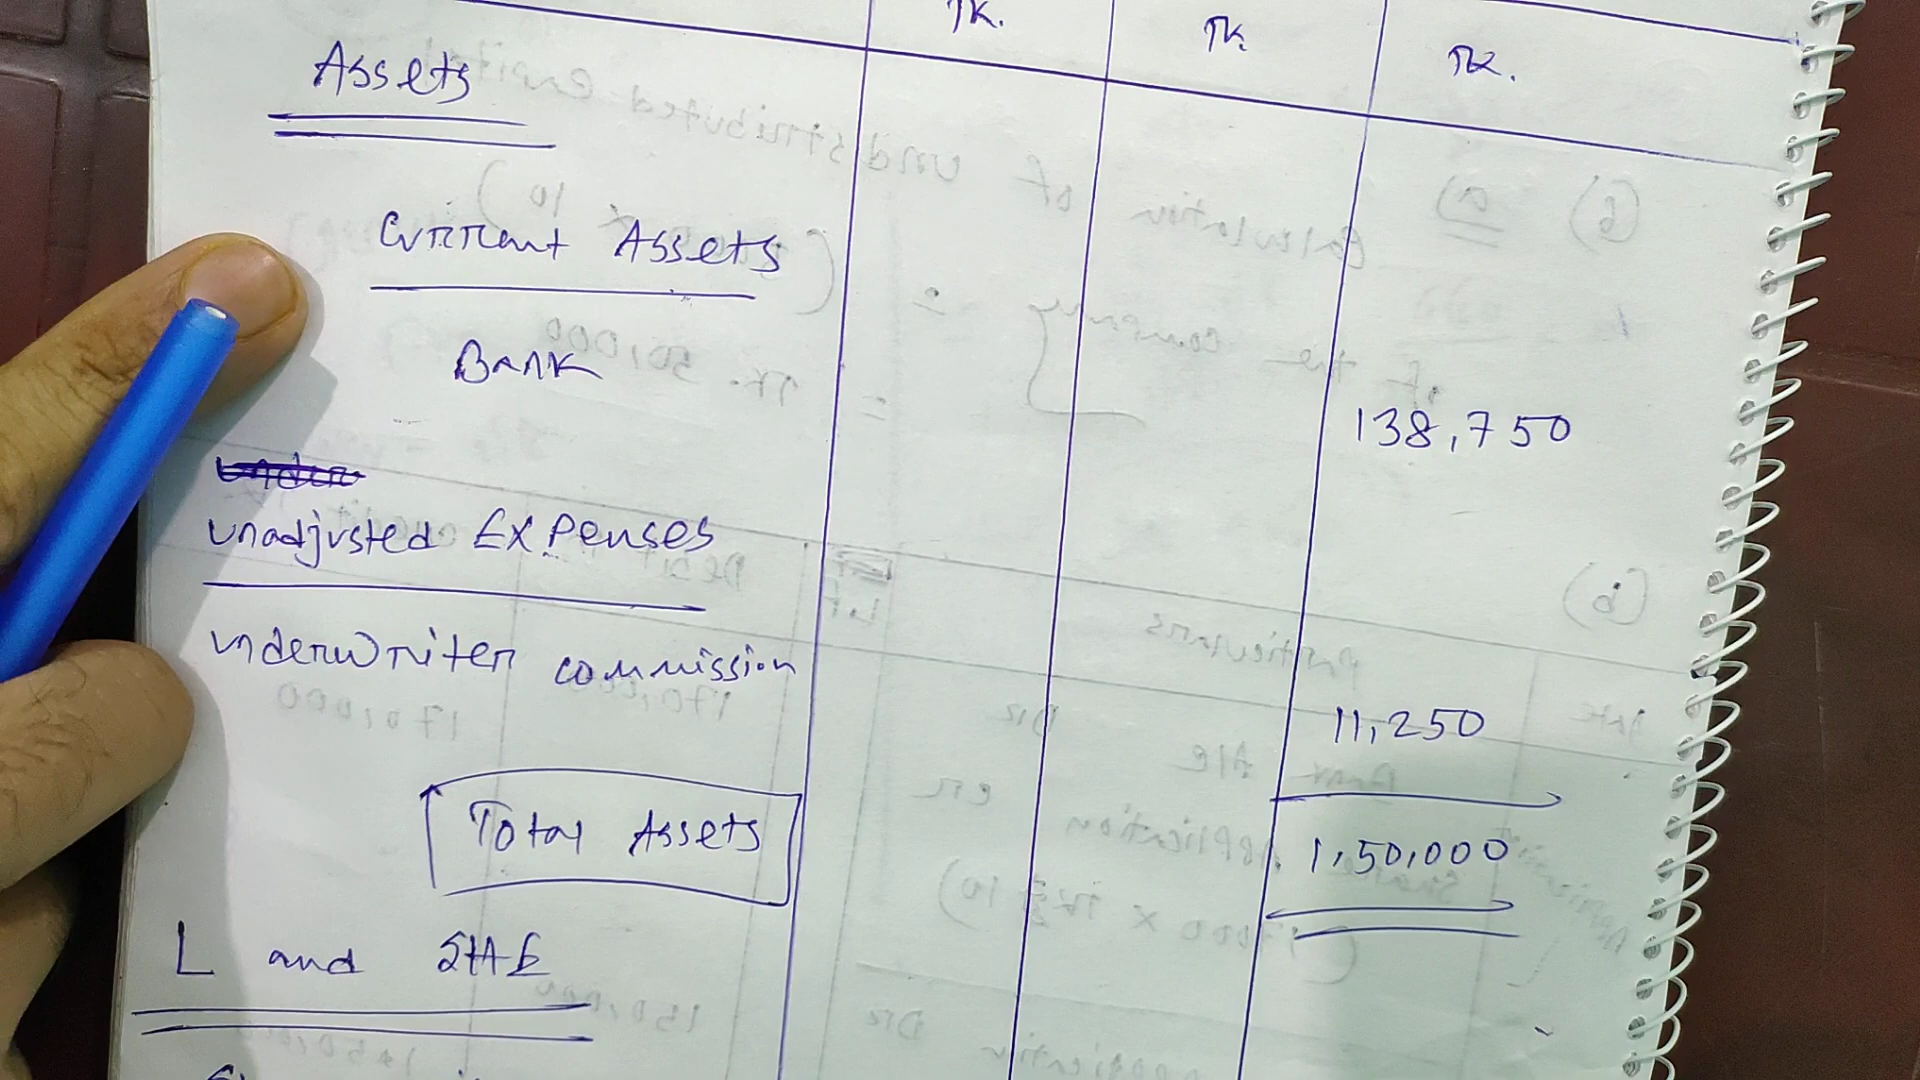 TK. TK. TK.
Assets
Current Assets
Bank 138,750
unadjusted Expenses
underwriter commission 11,250
Total Assets 1,50,000
L and SHE